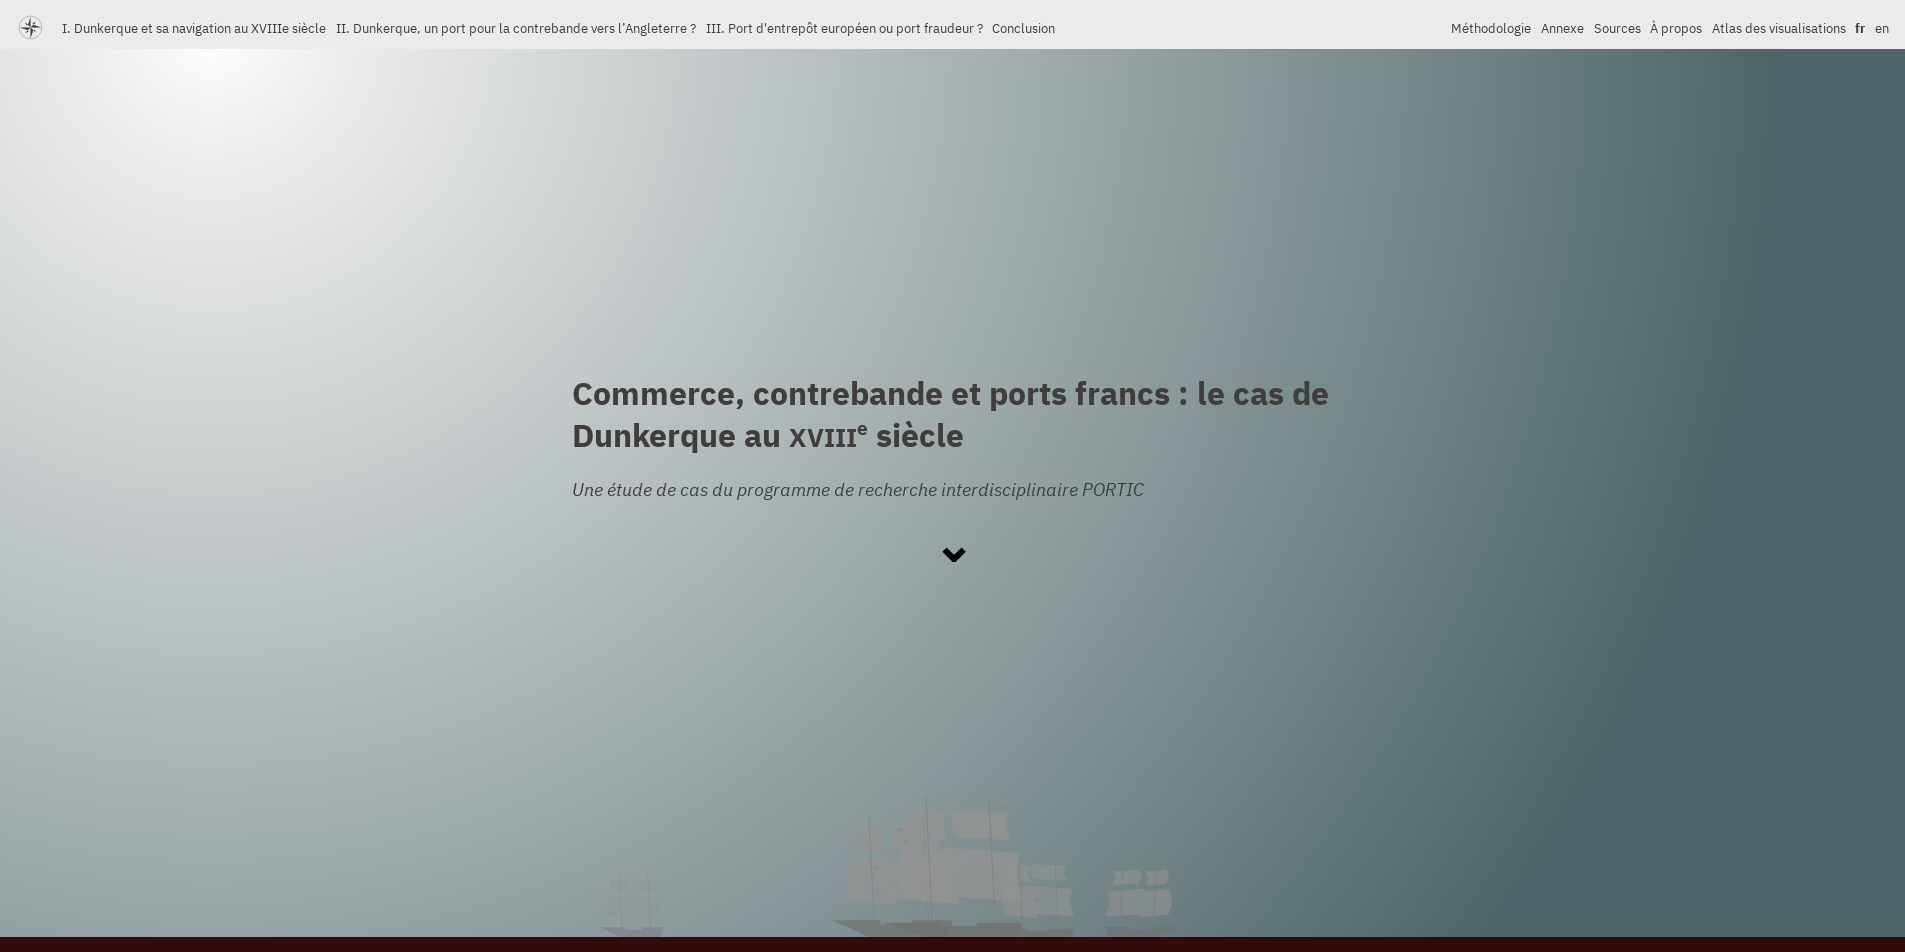 I. Dunkerque et sa navigation au XVIIIe siècle II. Dunkerque, un port pour la contrebande vers l’Angleterre ? III. Port d'entrepôt européen ou port fraudeur ? Conclusion Méthodologie Annexe Sources À propos Atlas des visualisations fr en
Commerce, contrebande et ports francs : le cas de
Dunkerque au XVIIIe siècle
Une étude de cas du programme de recherche interdisciplinaire PORTIC